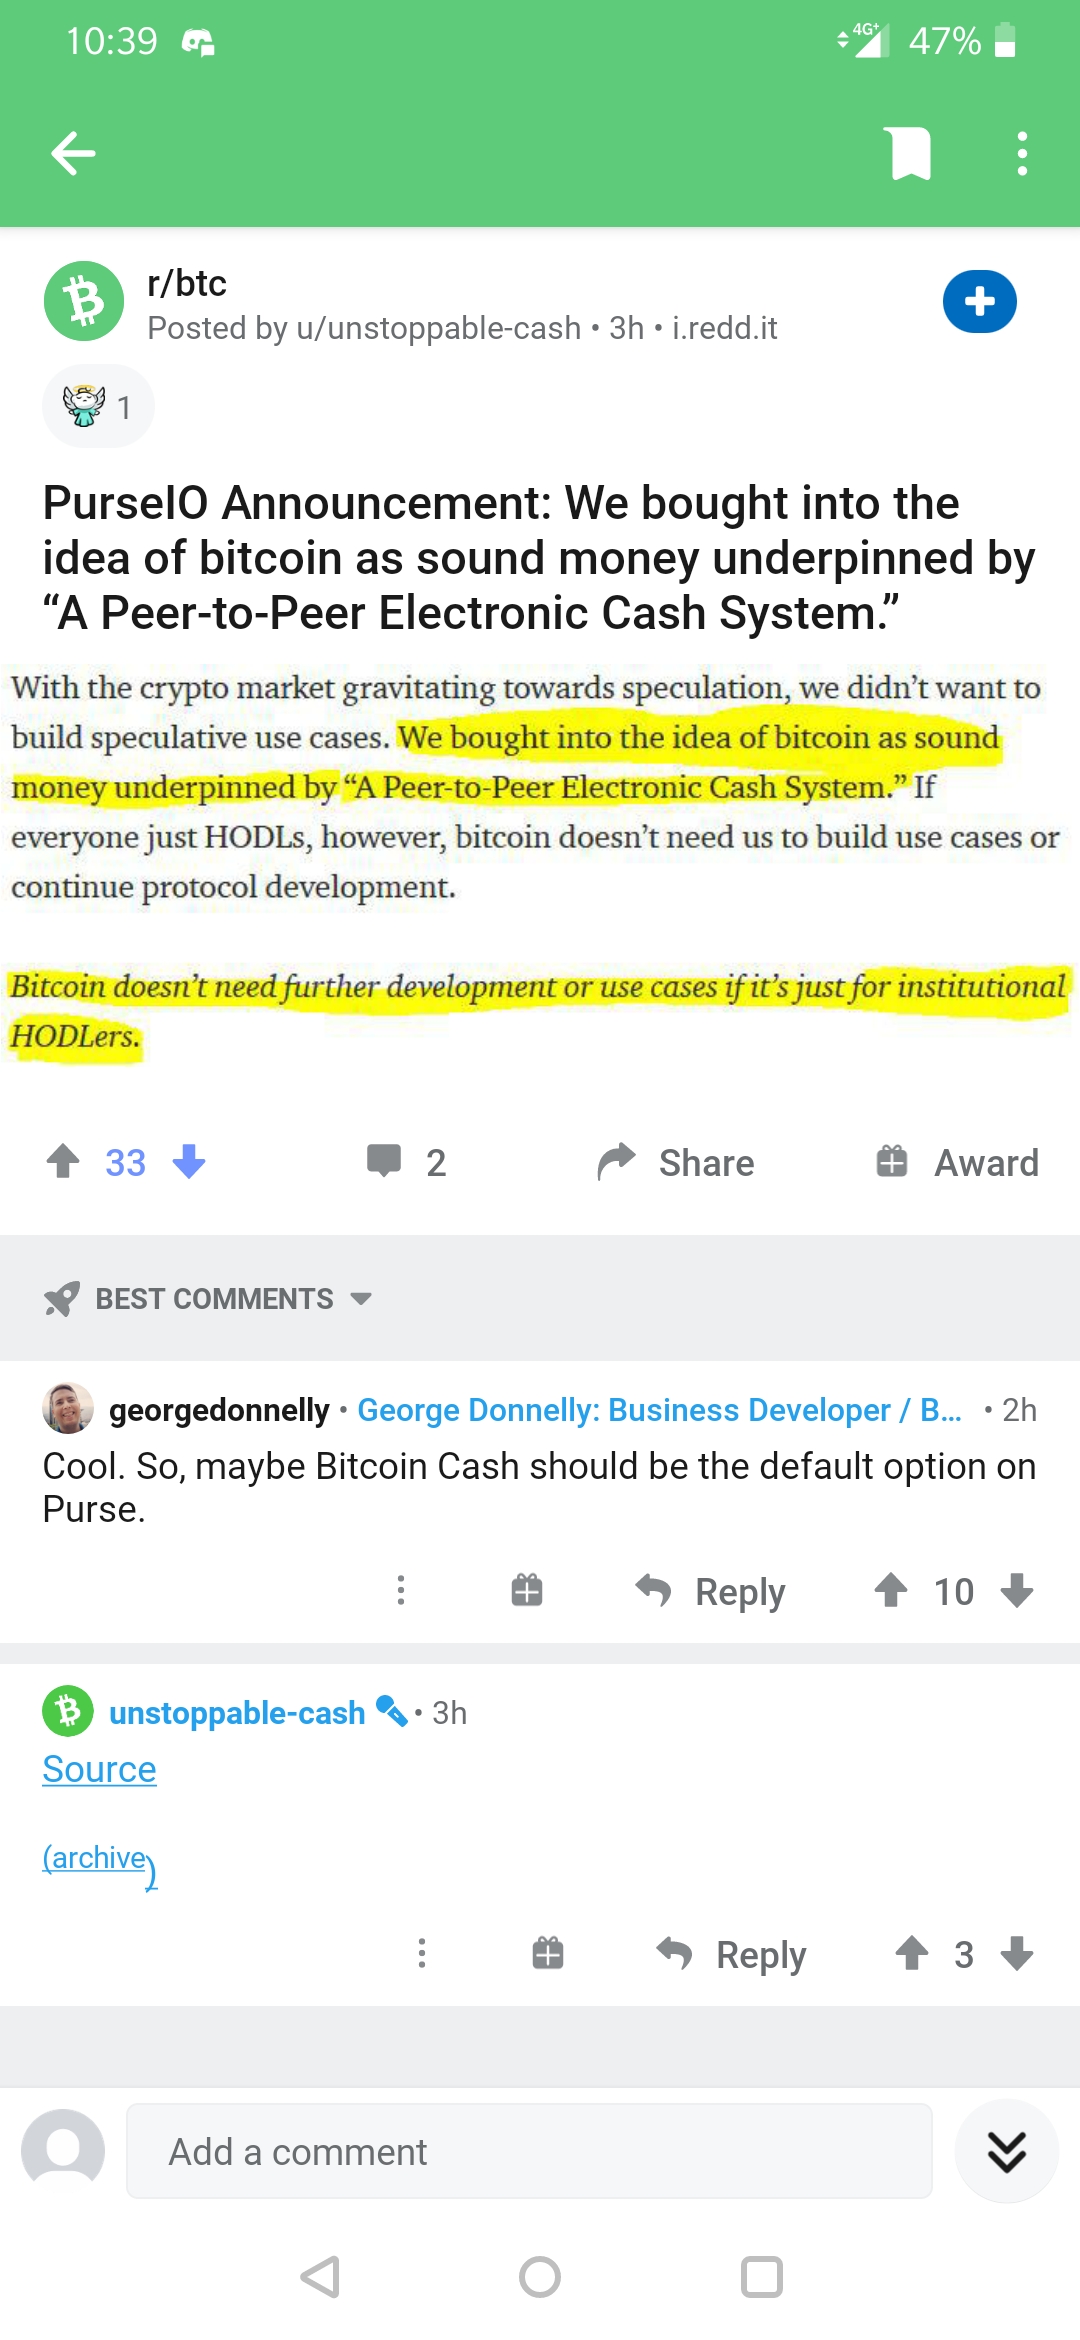 10:39
4G+ 47%
r/btc
Posted by u/unstoppable-cash • 3h • i.redd.it
1
PurseIO Announcement: We bought into the
idea of bitcoin as sound money underpinned by
“A Peer-to-Peer Electronic Cash System.”
With the crypto market gravitating towards speculation, we didn’t want to
build speculative use cases. We bought into the idea of bitcoin as sound
money underpinned by “A Peer-to-Peer Electronic Cash System.” If
everyone just HODLs, however, bitcoin doesn’t need us to build use cases or
continue protocol development.
Bitcoin doesn’t need further development or use cases if it’s just for institutional
HODLers.
33 2 Share Award
BEST COMMENTS
georgedonnelly • George Donnelly: Business Developer / B... • 2h
Cool. So, maybe Bitcoin Cash should be the default option on
Purse.
Reply 10
unstoppable-cash • 3h
Source
(archive)
Reply 3
Add a comment